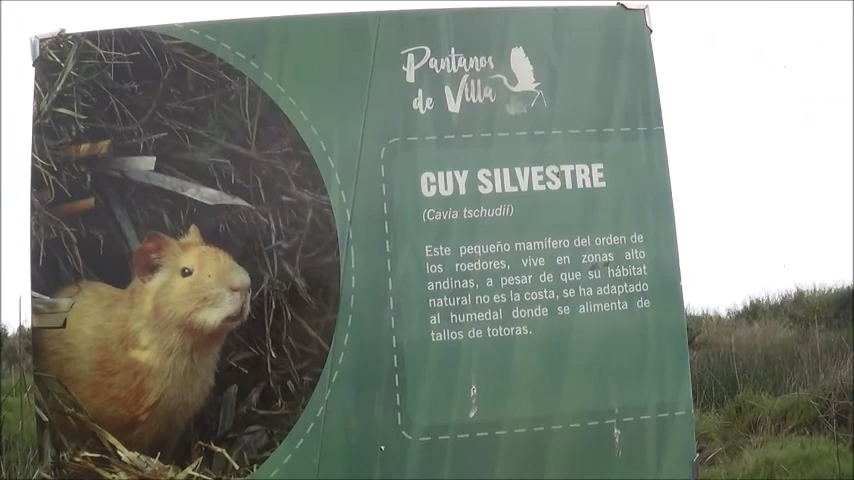 Pantanos
de Villa
CUY SILVESTRE
(Cavia tschudii)
Este pequeño mamífero del orden de
los roedores, vive en zonas alto
andinas, a pesar de que su hábitat
natural no es la costa, se ha adaptado
al humedal donde se alimenta de
tallos de totoras.